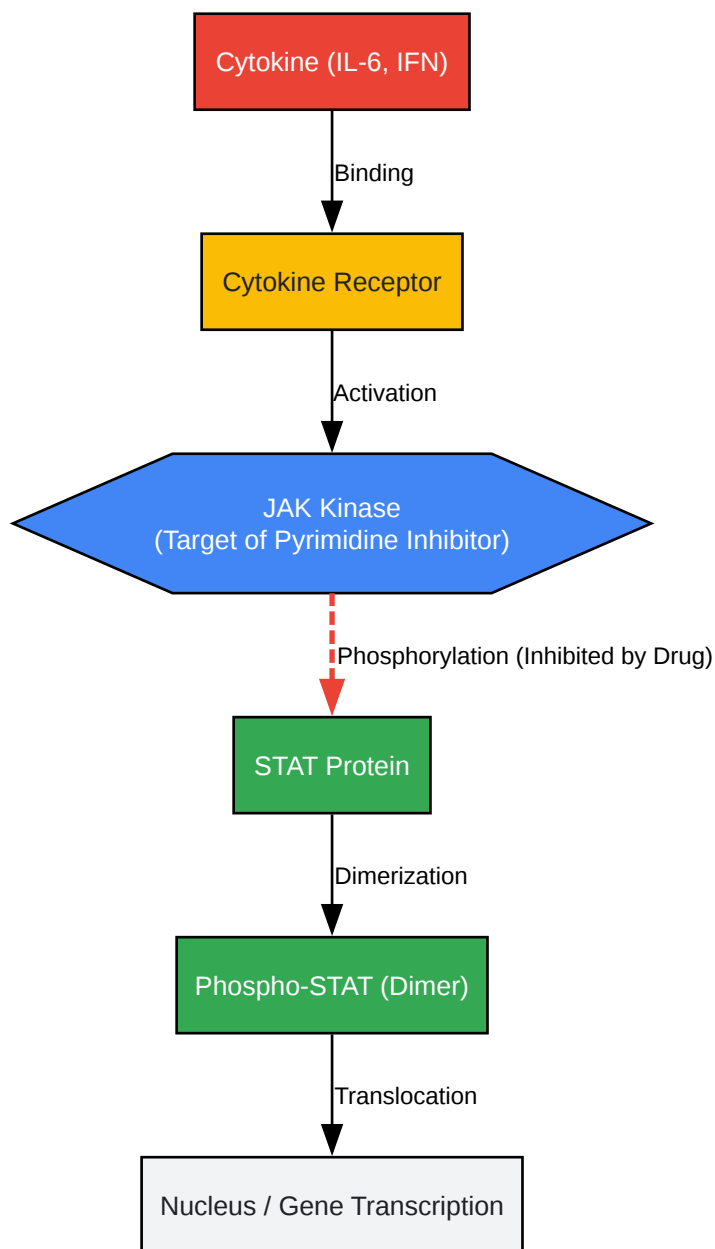 Cytokine (IL-6, IFN)
Binding
Cytokine Receptor
Activation
JAK Kinase
(Target of Pyrimidine Inhibitor)
Phosphorylation (Inhibited by Drug)
STAT Protein
Dimerization
Phospho-STAT (Dimer)
Translocation
Nucleus / Gene Transcription